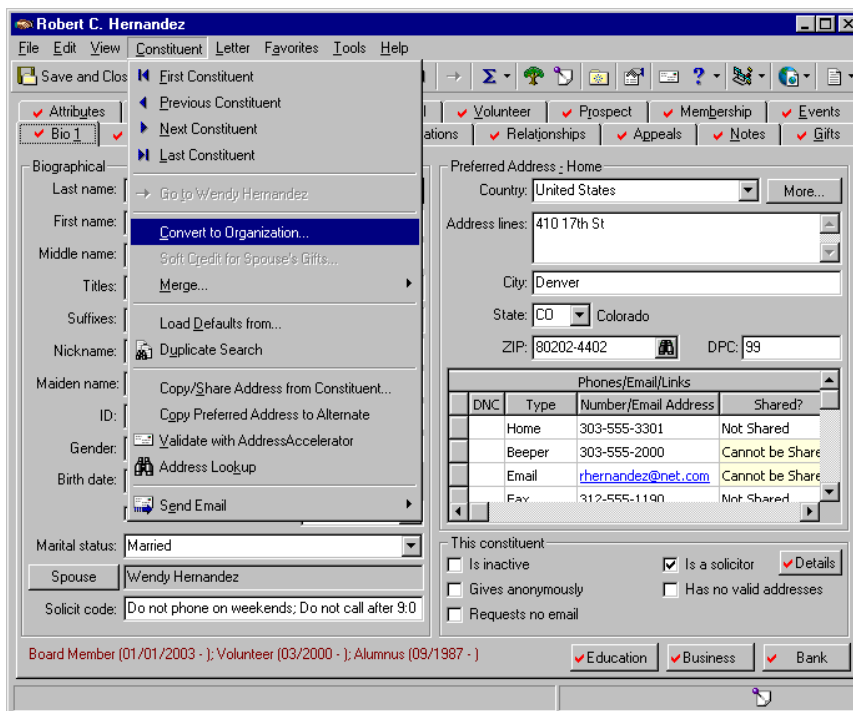 Robert C. Hernandez
File Edit View Constituent Letter Favorites Tools Help
Save and Clos
First Constituent
Previous Constituent
Next Constituent
Last Constituent
Go to Wendy Hernandez
Convert to Organization...
Soft Credit for Spouse's Gifts...
Merge...
Load Defaults from...
Duplicate Search
Copy/Share Address from Constituent...
Copy Preferred Address to Alternate
Validate with AddressAccelerator
Address Lookup
Send Email
Attributes Volunteer Prospect Membership Events
Bio 1 ations Relationships Appeals Notes Gifts
Biographical
Last name:
First name:
Middle name:
Titles:
Suffixes:
Nickname:
Maiden name:
ID:
Gender:
Birth date:
Marital status: Married
Spouse Wendy Hernandez
Solicit code: Do not phone on weekends; Do not call after 9:0
Preferred Address : Home
Country: United States More...
Address lines: 410 17th St
City: Denver
State: CO Colorado
ZIP: 80202-4402 DPC: 99
Phones/Email/Links
DNC Type Number/Email Address Shared?
Home 303-555-3301 Not Shared
Beeper 303-555-2000 Cannot be Share
Email rhernandez@net.com Cannot be Share
Fax 312-555-1190 Not Shared
This constituent
Is inactive Is a solicitor Details
Gives anonymously Has no valid addresses
Requests no email
Board Member (01/01/2003 - ); Volunteer (03/2000 - ); Alumnus (09/1987 - )
Education Business Bank